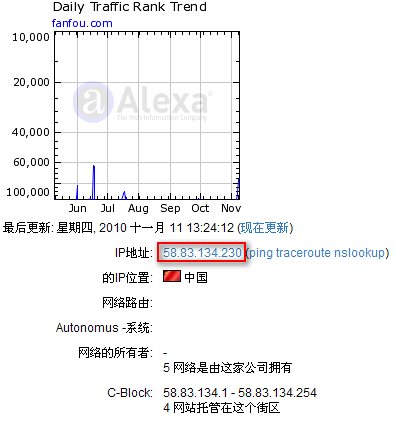 Daily Traffic Rank Trend
fanfou.com
10,000
20,000
40,000
60,000
100,000
Alexa
The Web Information Company
Jun Jul Aug Sep Oct Nov
最后更新: 星期四, 2010 十一月 11 13:24:12 (现在更新)
IP地址: 58.83.134.230 (ping traceroute nslookup)
的IP位置: 中国
网络路由:
Autonomus -系统:
网络的所有者: -
5 网络是由这家公司拥有
C-Block: 58.83.134.1 - 58.83.134.254
4 网站托管在这个街区